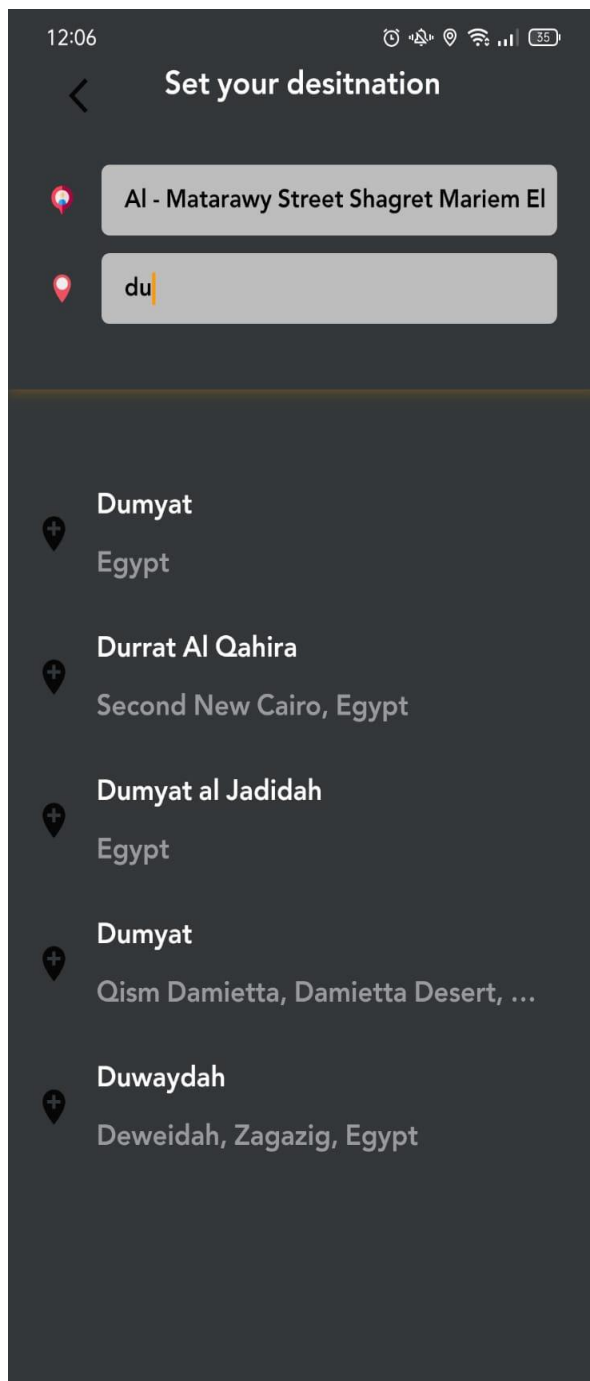 12:06
35
Set your desitnation
Al - Matarawy Street Shagret Mariem El
du
Dumyat
Egypt
Durrat Al Qahira
Second New Cairo, Egypt
Dumyat al Jadidah
Egypt
Dumyat
Qism Damietta, Damietta Desert, ...
Duwaydah
Deweidah, Zagazig, Egypt